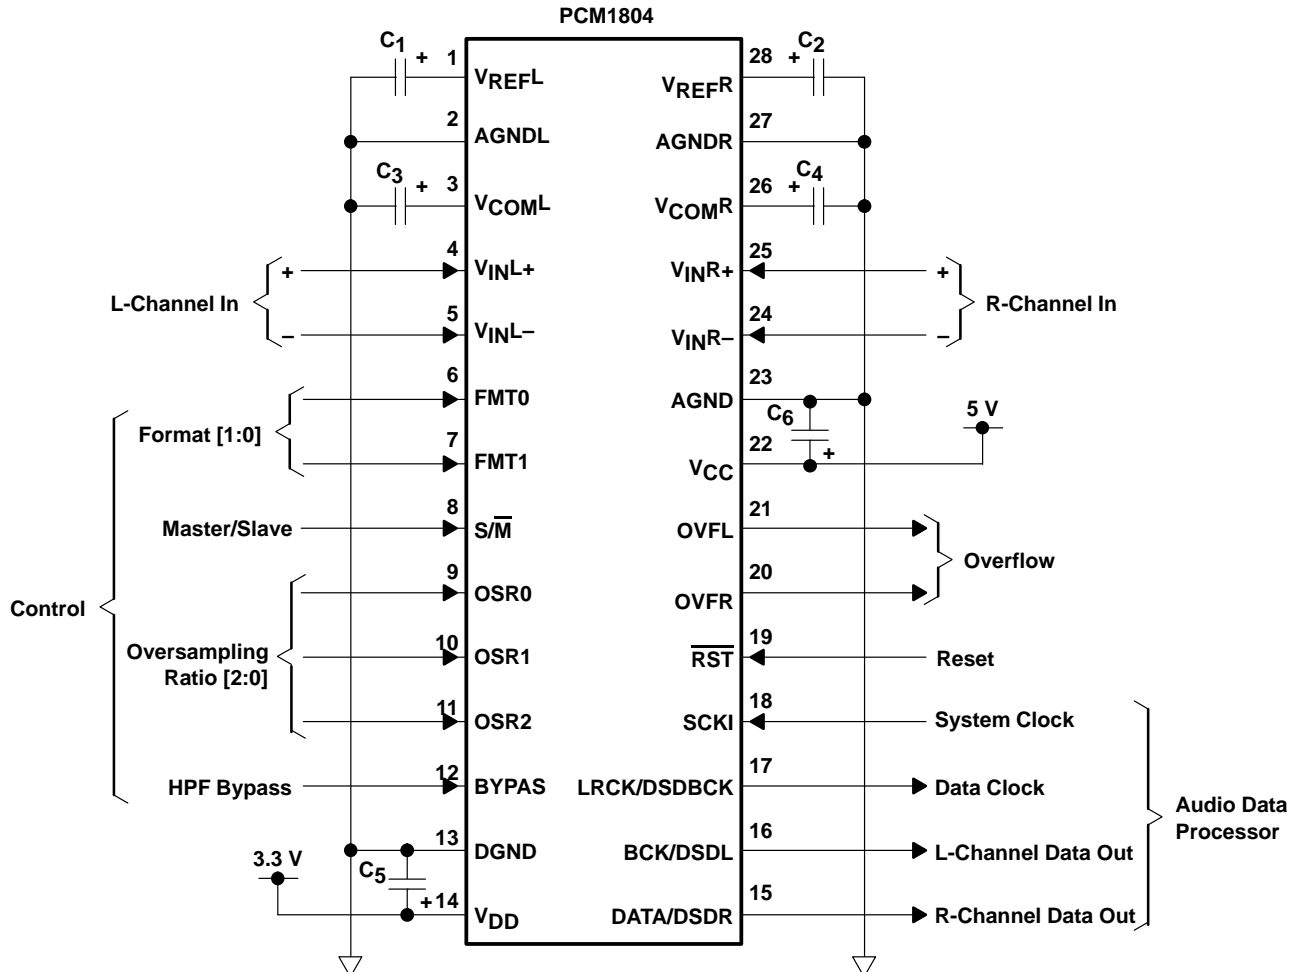 PCM1804
C1 + 1 VREFL
2 AGNDL
C3 + 3 VCOML
L-Channel In
+ 4 VINL+
– 5 VINL–
Control
Format [1:0]
6 FMT0
7 FMT1
Master/Slave 8 S/M̅
Oversampling
Ratio [2:0]
9 OSR0
10 OSR1
11 OSR2
HPF Bypass 12 BYPAS
13 DGND
3.3 V
C5
+ 14 VDD
VREFR 28 + C2
AGNDR 27
VCOMR 26 + C4
VINR+ 25 +
VINR– 24 –
R-Channel In
AGND 23
C6
+
5 V
VCC 22
OVFL 21
OVFR 20
Overflow
R̅S̅T̅ 19 Reset
SCKI 18 System Clock
LRCK/DSDBCK 17 Data Clock
BCK/DSDL 16 L-Channel Data Out
DATA/DSDR 15 R-Channel Data Out
Audio Data
Processor